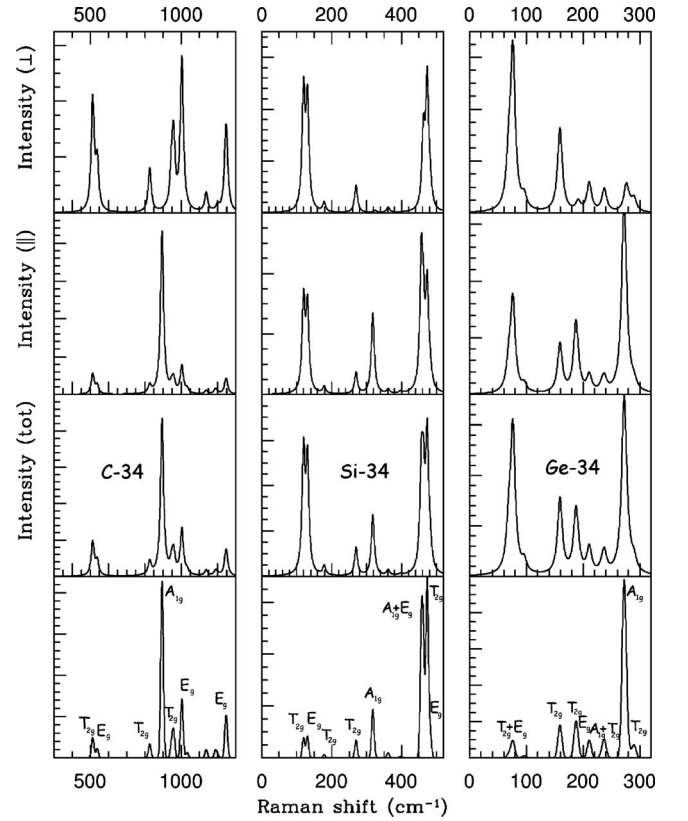 500 1000 0 200 400 0 100 200 300
Intensity (⊥)
Intensity (∥)
Intensity (tot)
C-34 Si-34 Ge-34
A1g
T2g Eg T2g T2g Eg Eg
T2g Eg T2g T2g A1g A1g+Eg T2g Eg
T2g+Eg T2g T2g Eg A1g+T2g A1g T2g
500 1000 0 200 400 0 100 200 300
Raman shift (cm⁻¹)